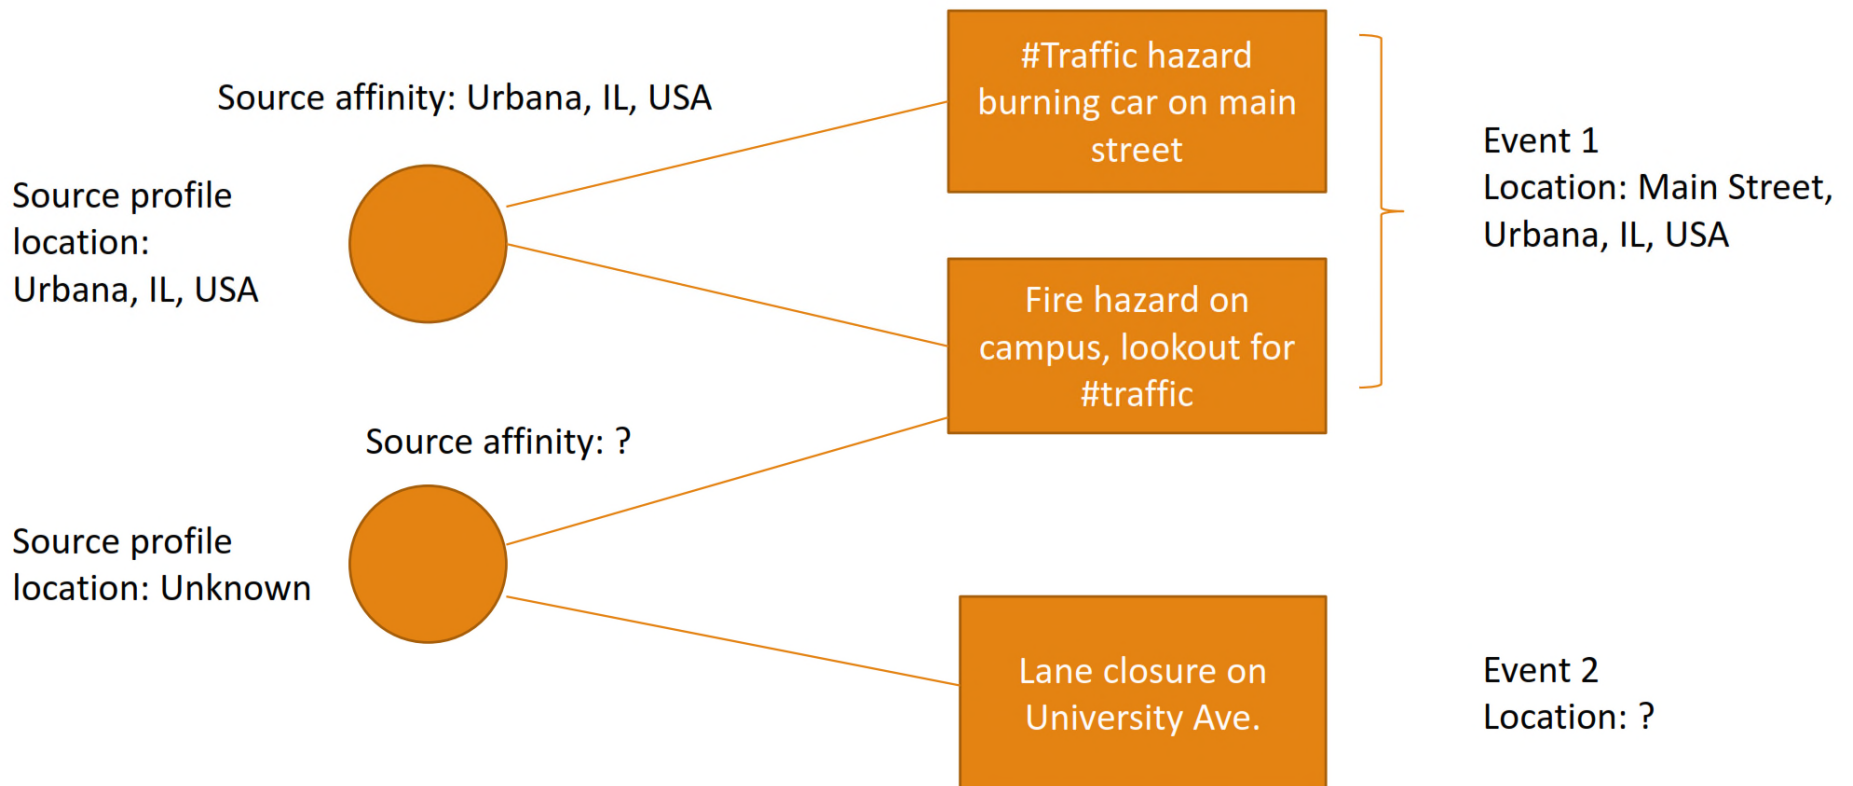 #Traffic hazard
burning car on main
street
Source affinity: Urbana, IL, USA
Event 1
Location: Main Street,
Urbana, IL, USA
Source profile
location:
Urbana, IL, USA
Fire hazard on
campus, lookout for
#traffic
Source affinity: ?
Source profile
location: Unknown
Lane closure on
University Ave.
Event 2
Location: ?